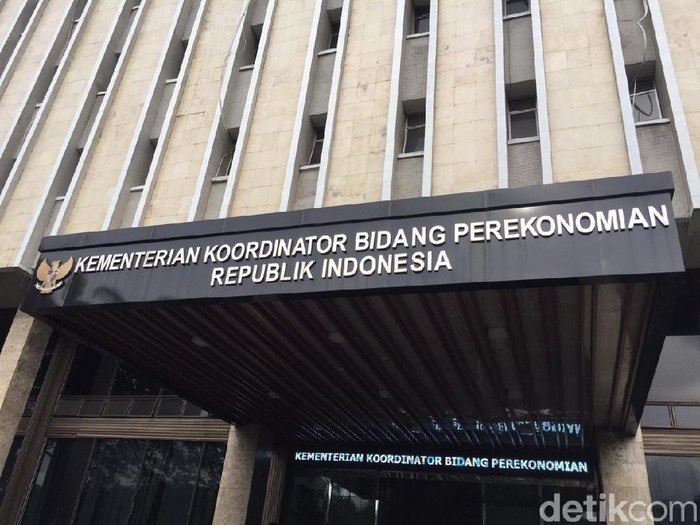 KEMENTERIAN KOORDINATOR BIDANG PEREKONOMIAN
REPUBLIK INDONESIA
KEMENTERIAN KOORDINATOR BIDANG PEREKONOMIAN
detikcom